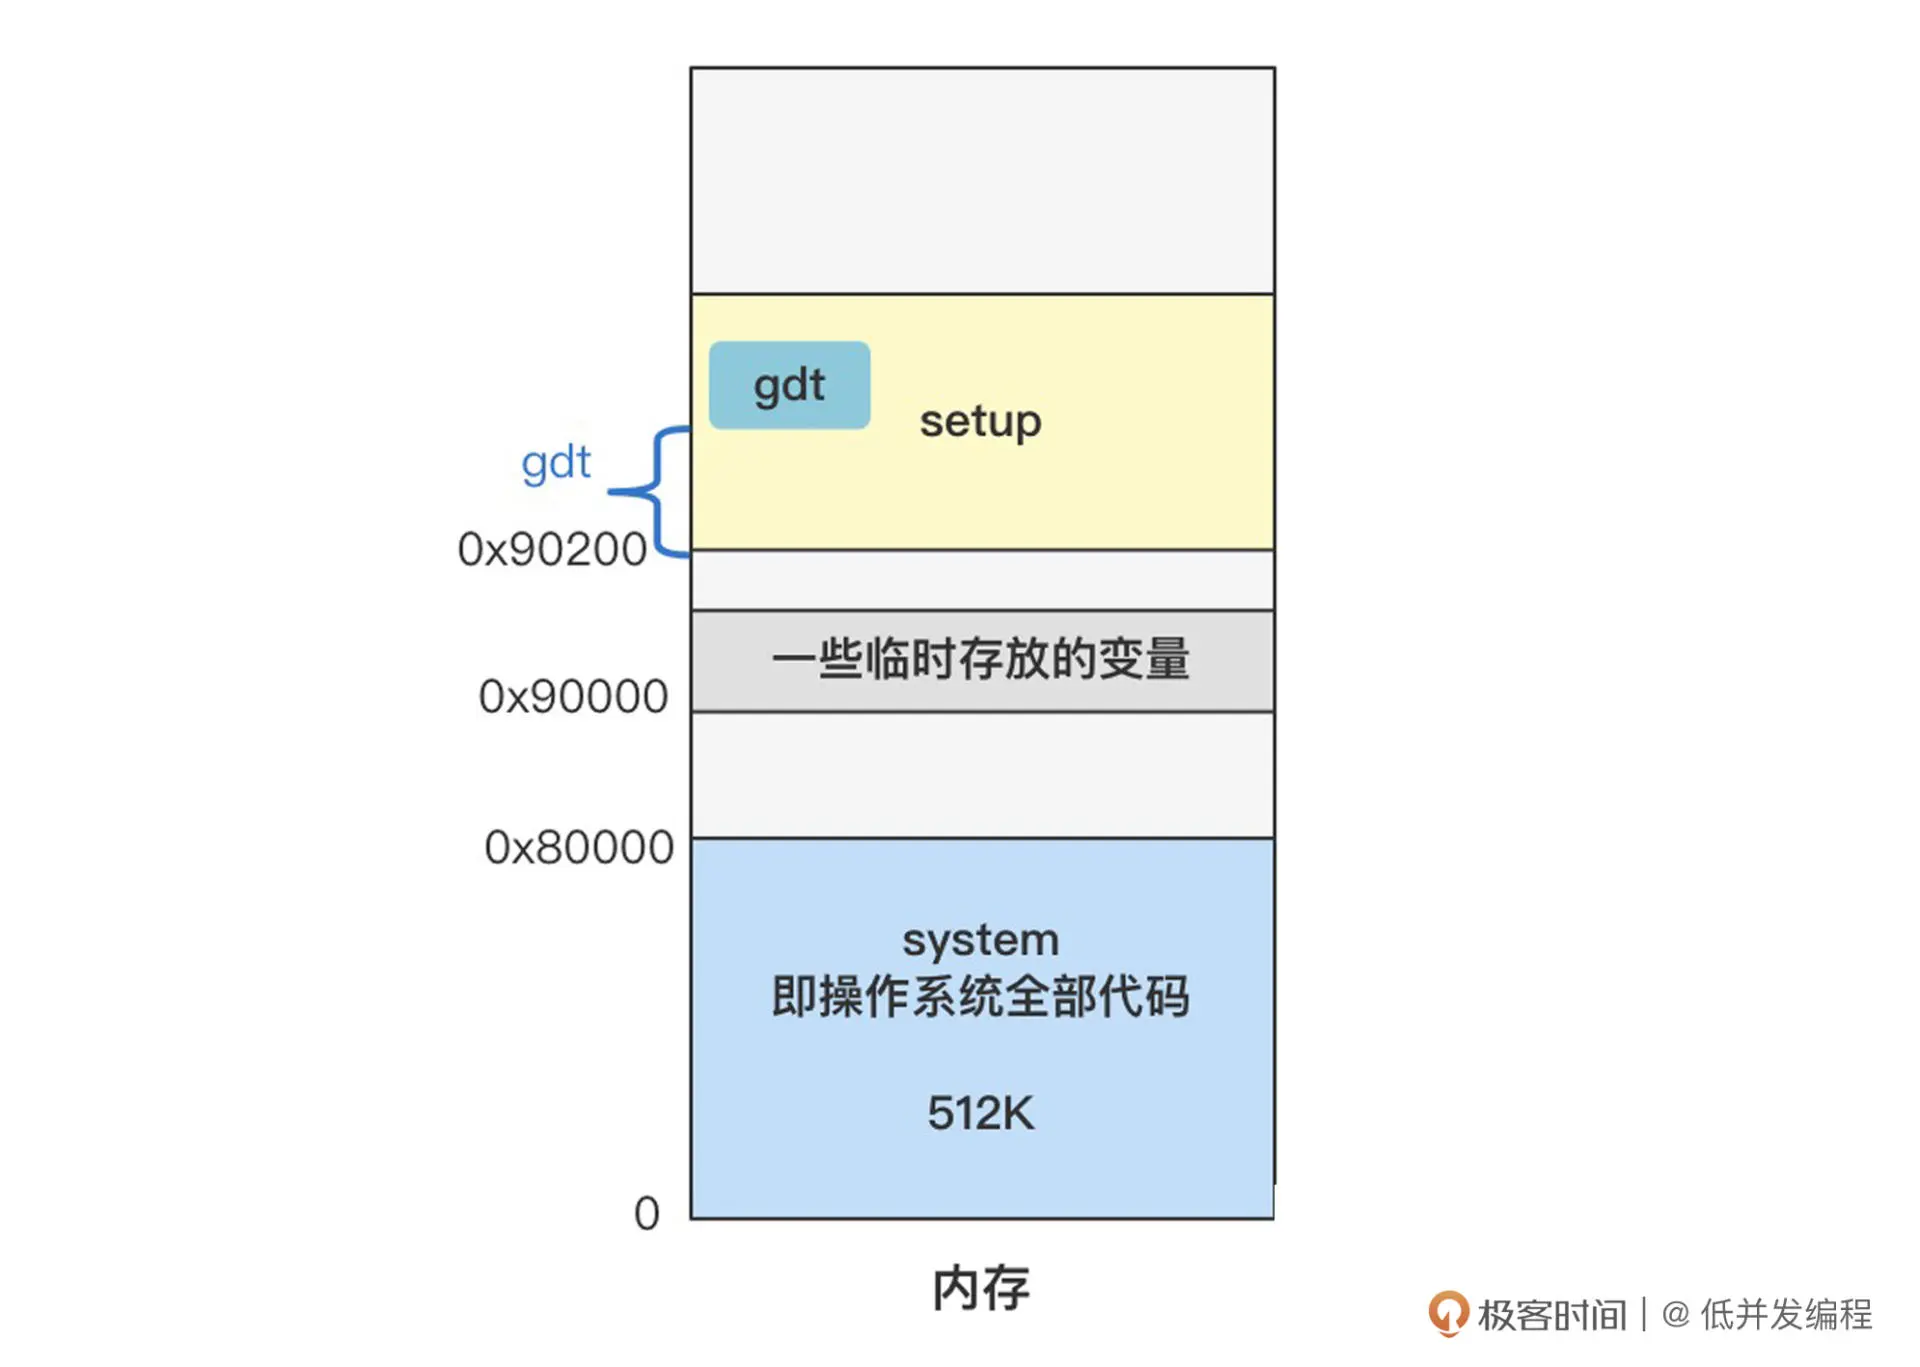 gdt
setup
gdt
0x90200
一些临时存放的变量
0x90000
0x80000
system
即操作系统全部代码
512K
0
内存
极客时间 | @ 低并发编程